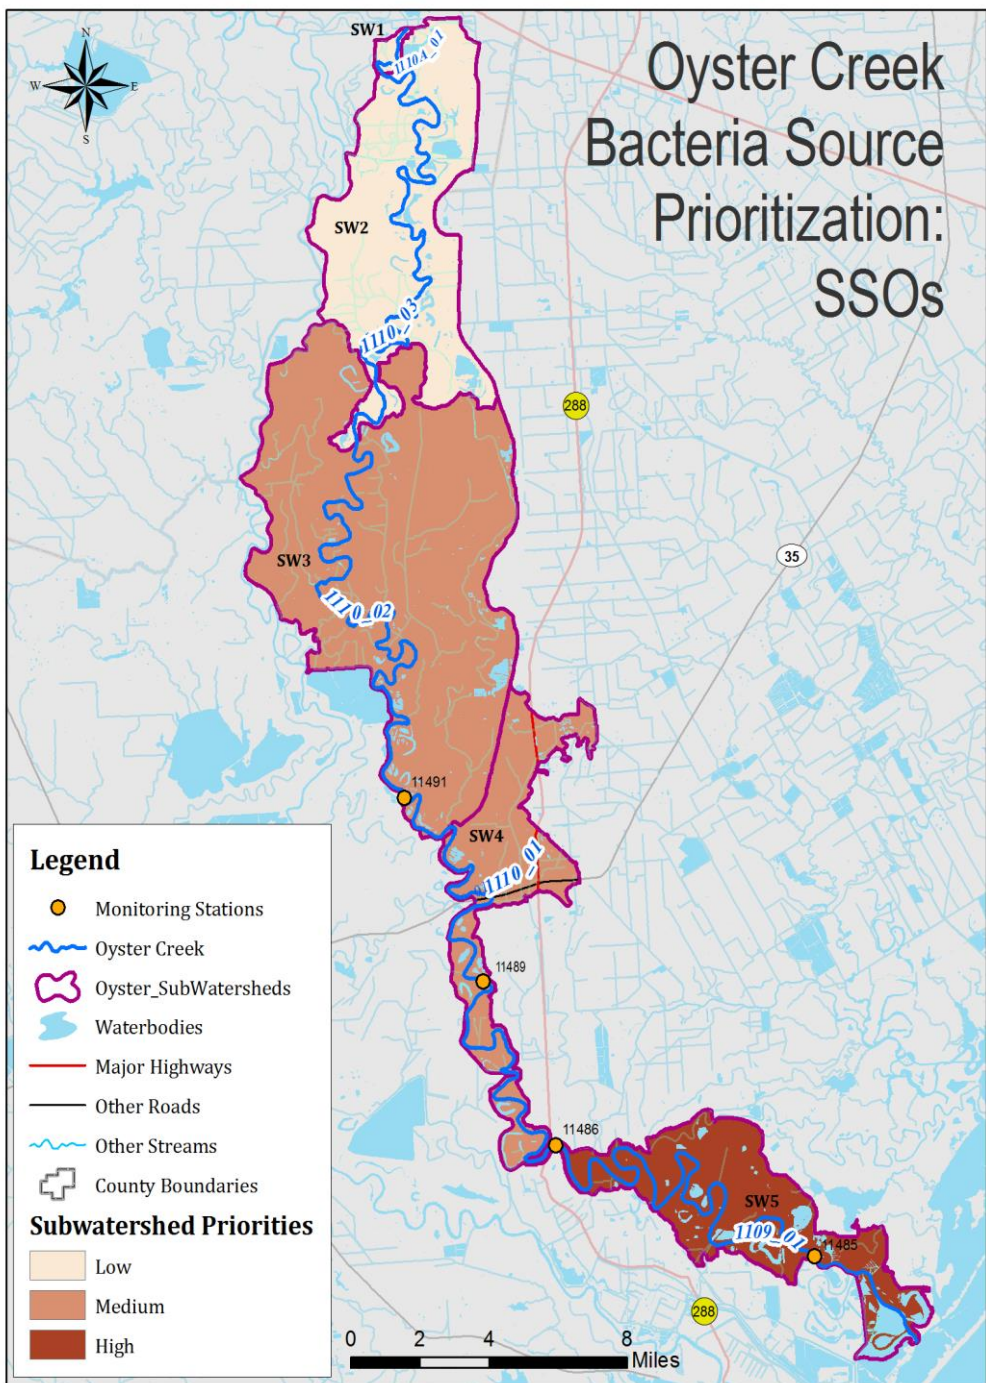 Oyster Creek
Bacteria Source
Prioritization:
SSOs
N
W
E
S
SW1
1110A_01
SW2
1110_03
288
35
SW3
1110_02
11491
SW4
1110_01
11489
11486
SW5
1109_01
11485
288
Legend
Monitoring Stations
Oyster Creek
Oyster_SubWatersheds
Waterbodies
Major Highways
Other Roads
Other Streams
County Boundaries
Subwatershed Priorities
Low
Medium
High
0 2 4 8
Miles